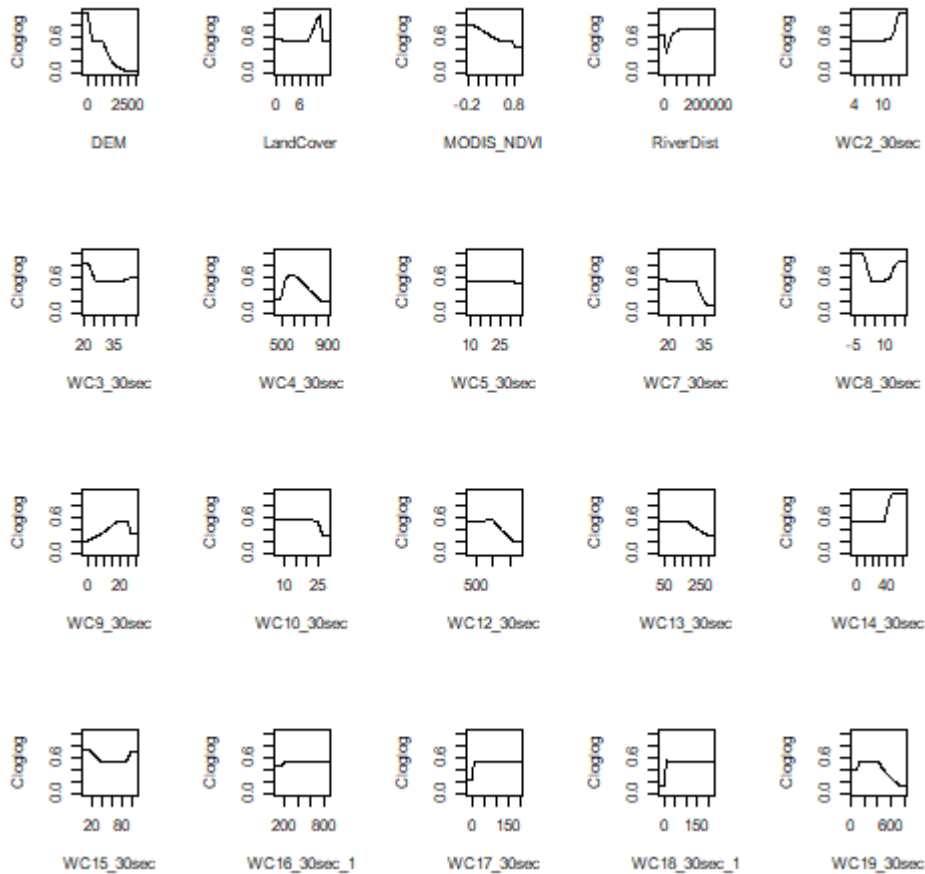 Cloglog 0.0 0.6 Cloglog 0.0 0.6 Cloglog 0.0 0.6 Cloglog 0.0 0.6 Cloglog 0.0 0.6
0 2500 0 6 -0.2 0.8 0 200000 4 10
DEM LandCover MODIS_NDVI RiverDist WC2_30sec
Cloglog 0.0 0.6 Cloglog 0.0 0.6 Cloglog 0.0 0.6 Cloglog 0.0 0.6 Cloglog 0.0 0.6
20 35 500 900 10 25 20 35 -5 10
WC3_30sec WC4_30sec WC5_30sec WC7_30sec WC8_30sec
Cloglog 0.0 0.6 Cloglog 0.0 0.6 Cloglog 0.0 0.6 Cloglog 0.0 0.6 Cloglog 0.0 0.6
0 20 10 25 500 50 250 0 40
WC9_30sec WC10_30sec WC12_30sec WC13_30sec WC14_30sec
Cloglog 0.0 0.6 Cloglog 0.0 0.6 Cloglog 0.0 0.6 Cloglog 0.0 0.6 Cloglog 0.0 0.6
20 80 200 800 0 150 0 150 0 600
WC15_30sec WC16_30sec_1 WC17_30sec WC18_30sec_1 WC19_30sec